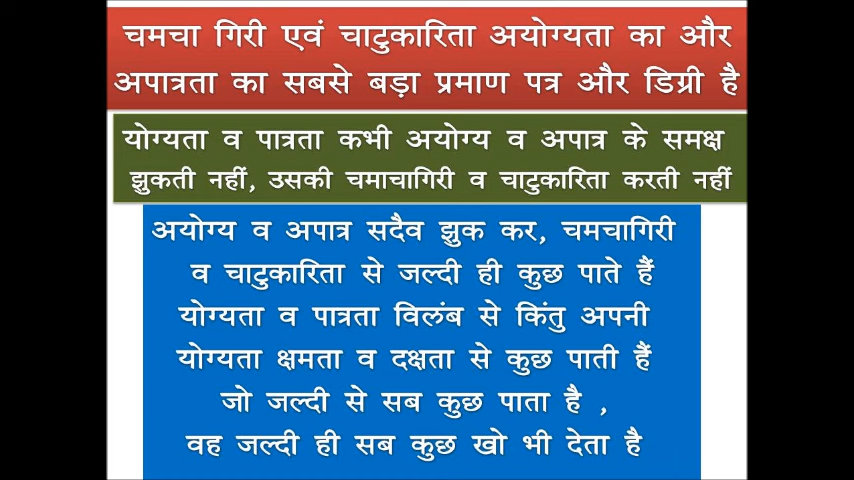 चमचा गिरी एवं चाटुकारिता अयोग्यता का और
अपात्रता का सबसे बड़ा प्रमाण पत्र और डिग्री है
योग्यता व पात्रता कभी अयोग्य व अपात्र के समक्ष
झुकती नहीं, उसकी चमाचागिरी व चाटुकारिता करती नहीं
अयोग्य व अपात्र सदैव झुक कर, चमचागिरी
व चाटुकारिता से जल्दी ही कुछ पाते हैं
योग्यता व पात्रता विलंब से किंतु अपनी
योग्यता क्षमता व दक्षता से कुछ पाती हैं
जो जल्दी से सब कुछ पाता है ,
वह जल्दी ही सब कुछ खो भी देता है